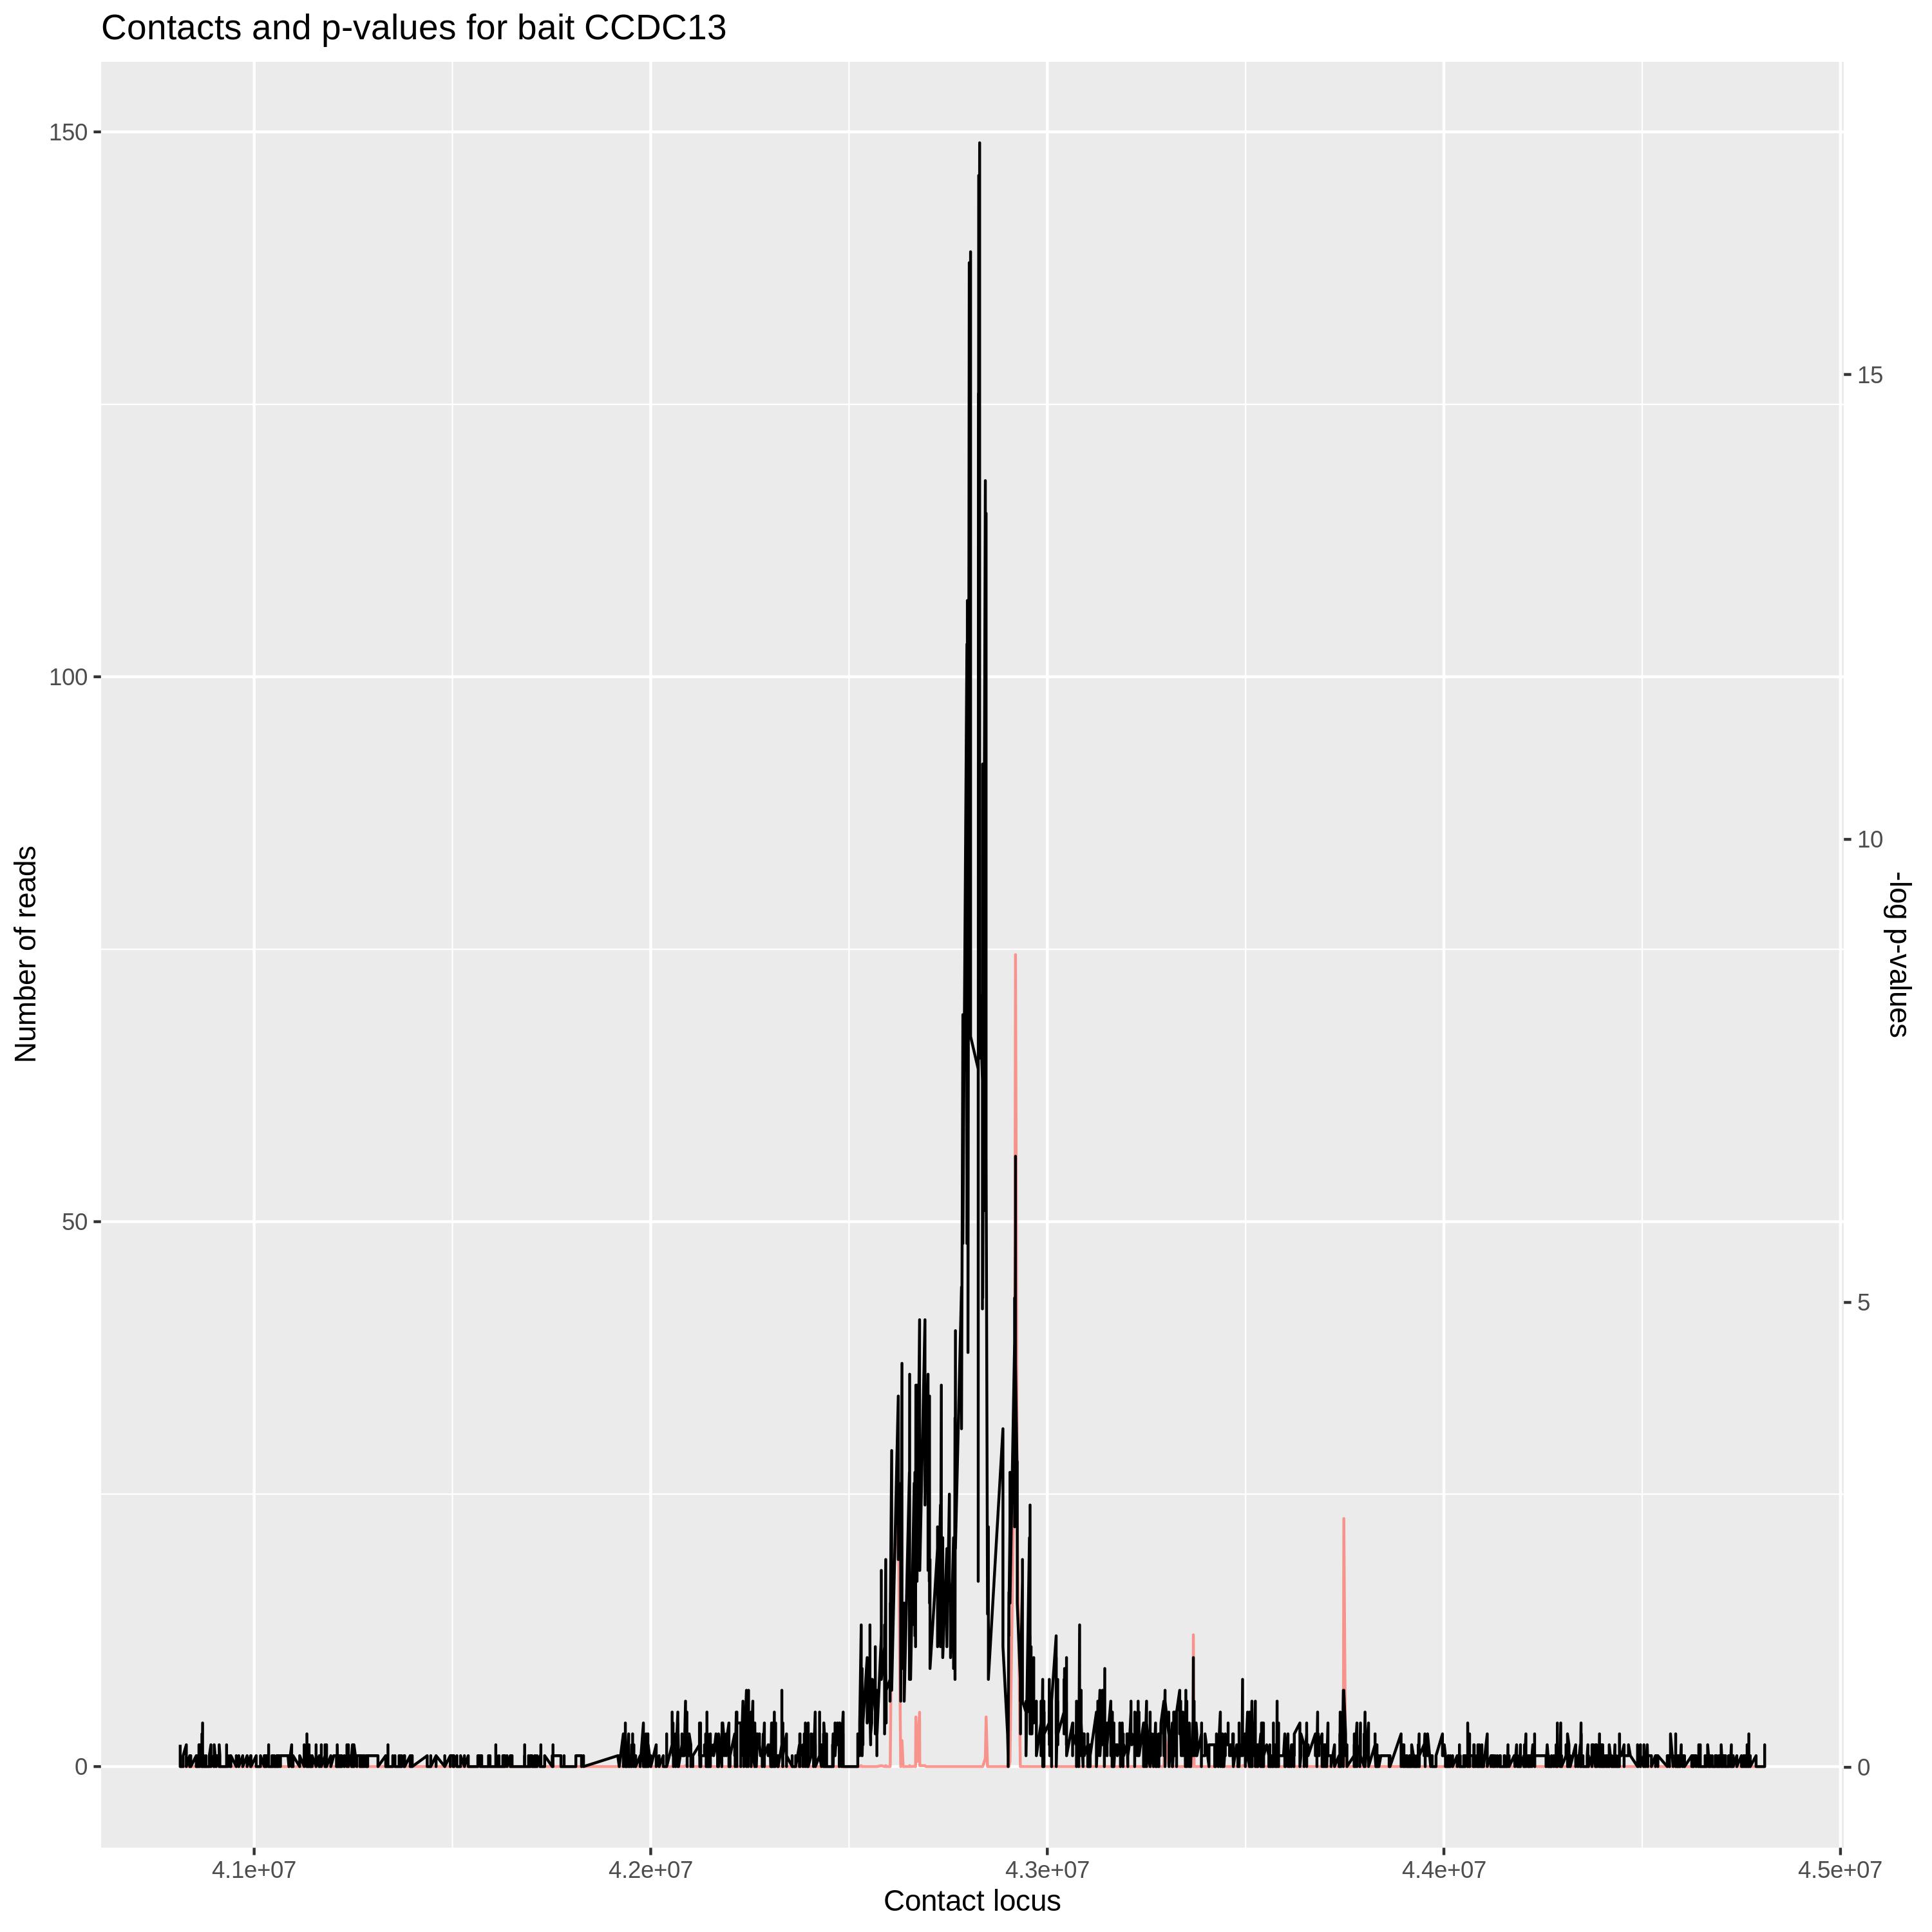 Contacts and p-values for bait CCDC13
150
100
50
0
15
10
5
0
Number of reads
-log p-values
4.1e+07
4.2e+07
4.3e+07
4.4e+07
4.5e+07
Contact locus